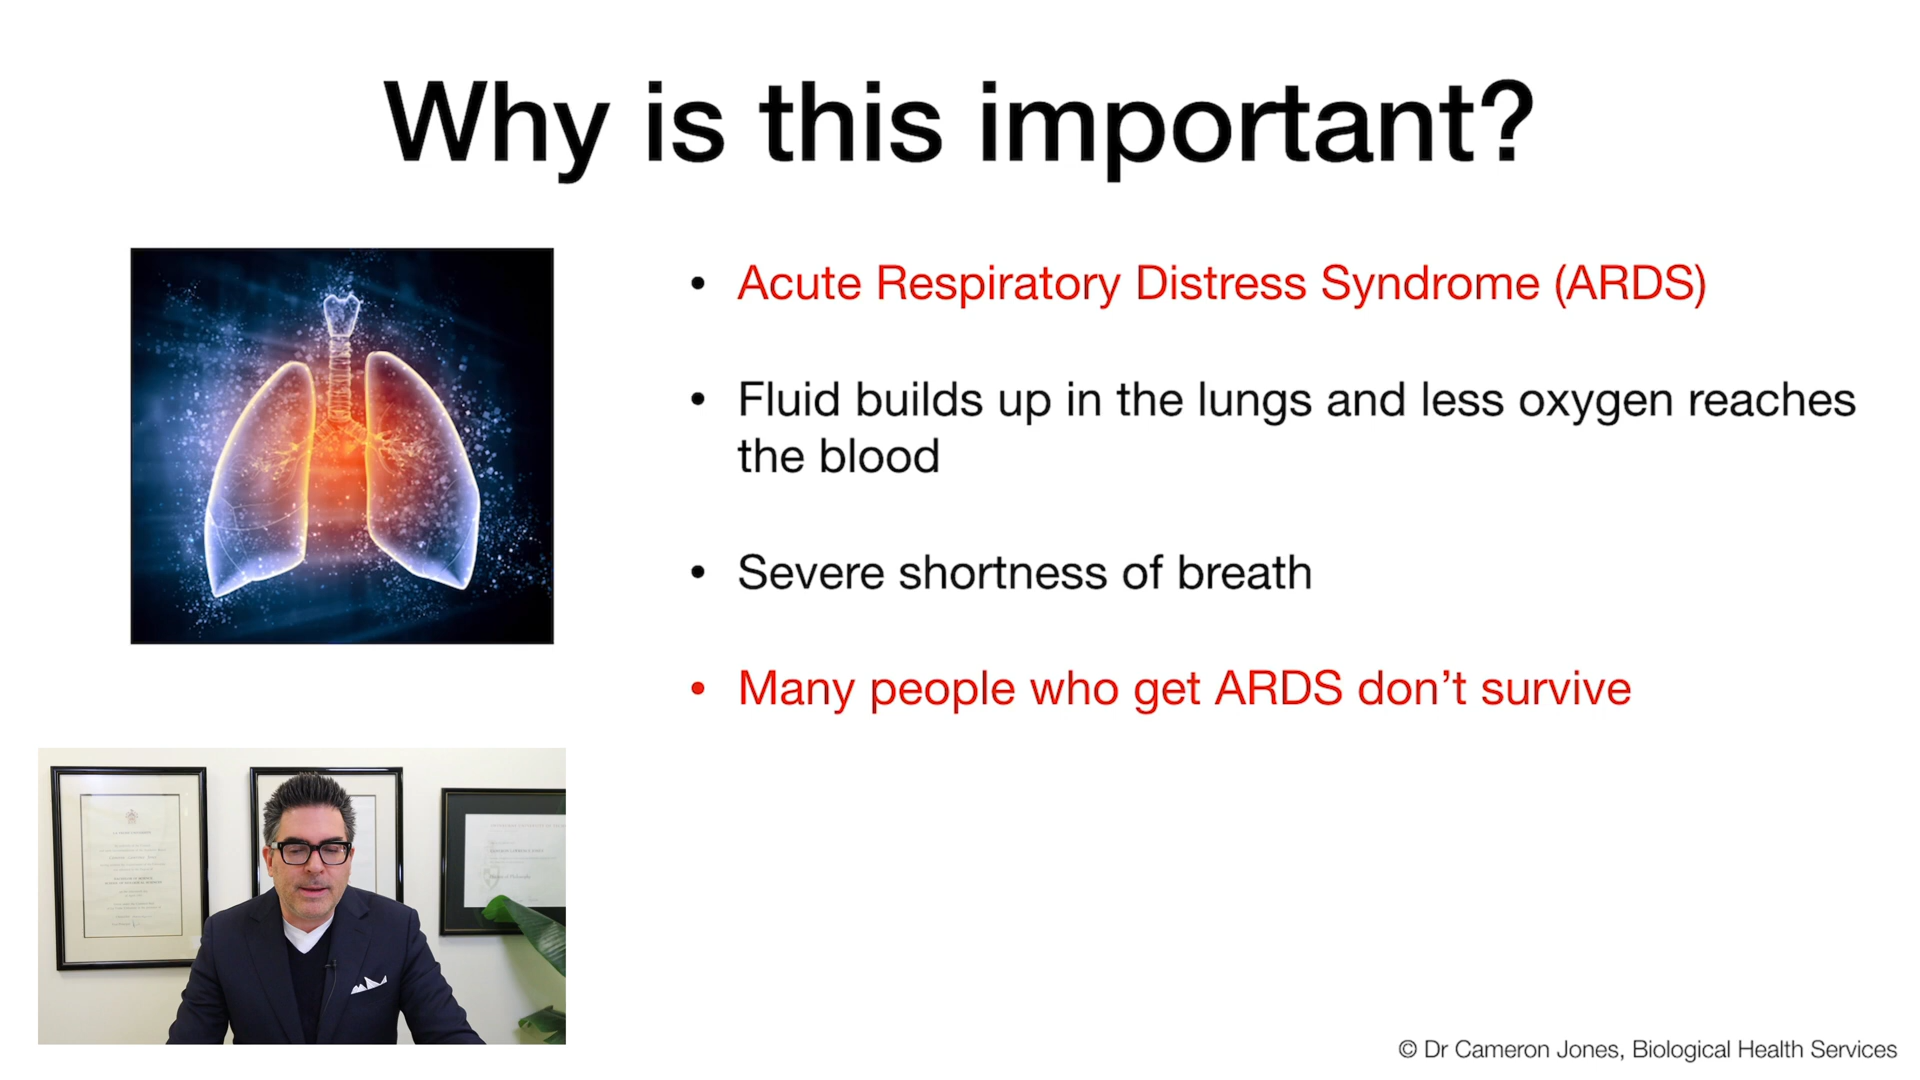 Why is this important?
• Acute Respiratory Distress Syndrome (ARDS)
• Fluid builds up in the lungs and less oxygen reaches
the blood
• Severe shortness of breath
• Many people who get ARDS don’t survive
© Dr Cameron Jones, Biological Health Services